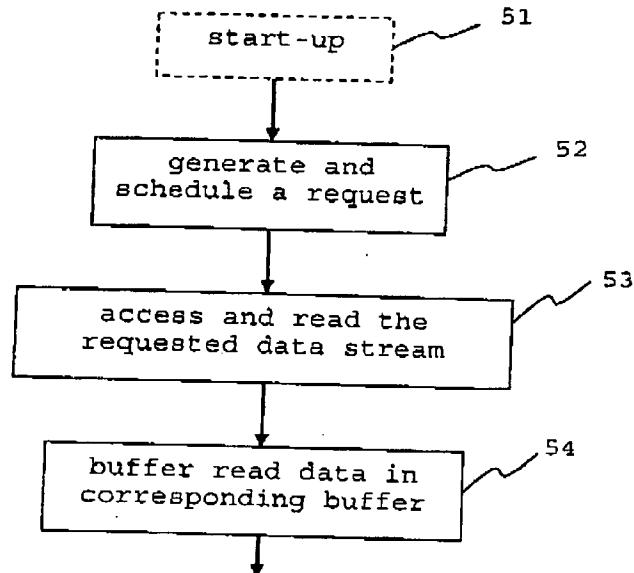 start-up
51
generate and
schedule a request
52
access and read the
requested data stream
53
buffer read data in
corresponding buffer
54